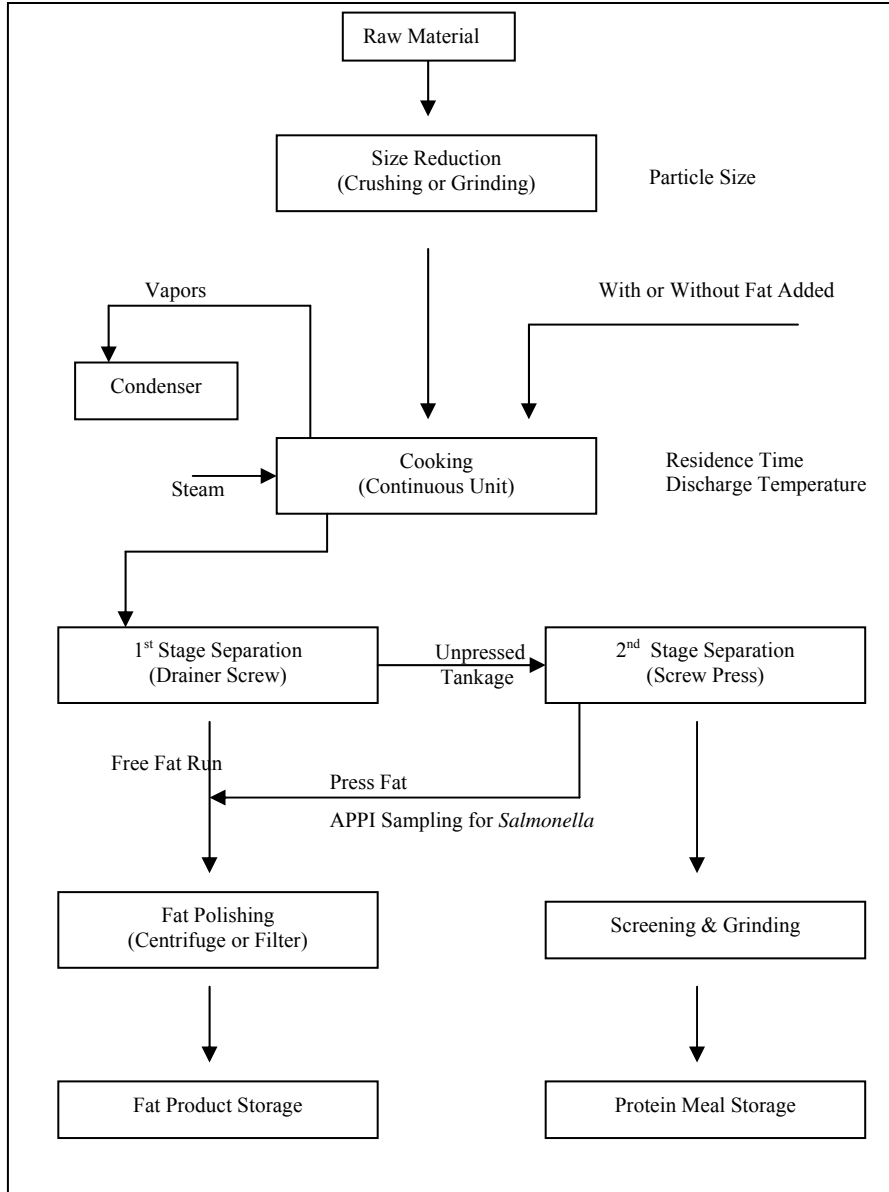 Raw Material
Size Reduction
(Crushing or Grinding)
Particle Size
Vapors
With or Without Fat Added
Condenser
Cooking
(Continuous Unit)
Steam
Residence Time
Discharge Temperature
1st Stage Separation
(Drainer Screw)
Unpressed
Tankage
2nd Stage Separation
(Screw Press)
Free Fat Run
Press Fat
APPI Sampling for Salmonella
Fat Polishing
(Centrifuge or Filter)
Screening & Grinding
Fat Product Storage
Protein Meal Storage